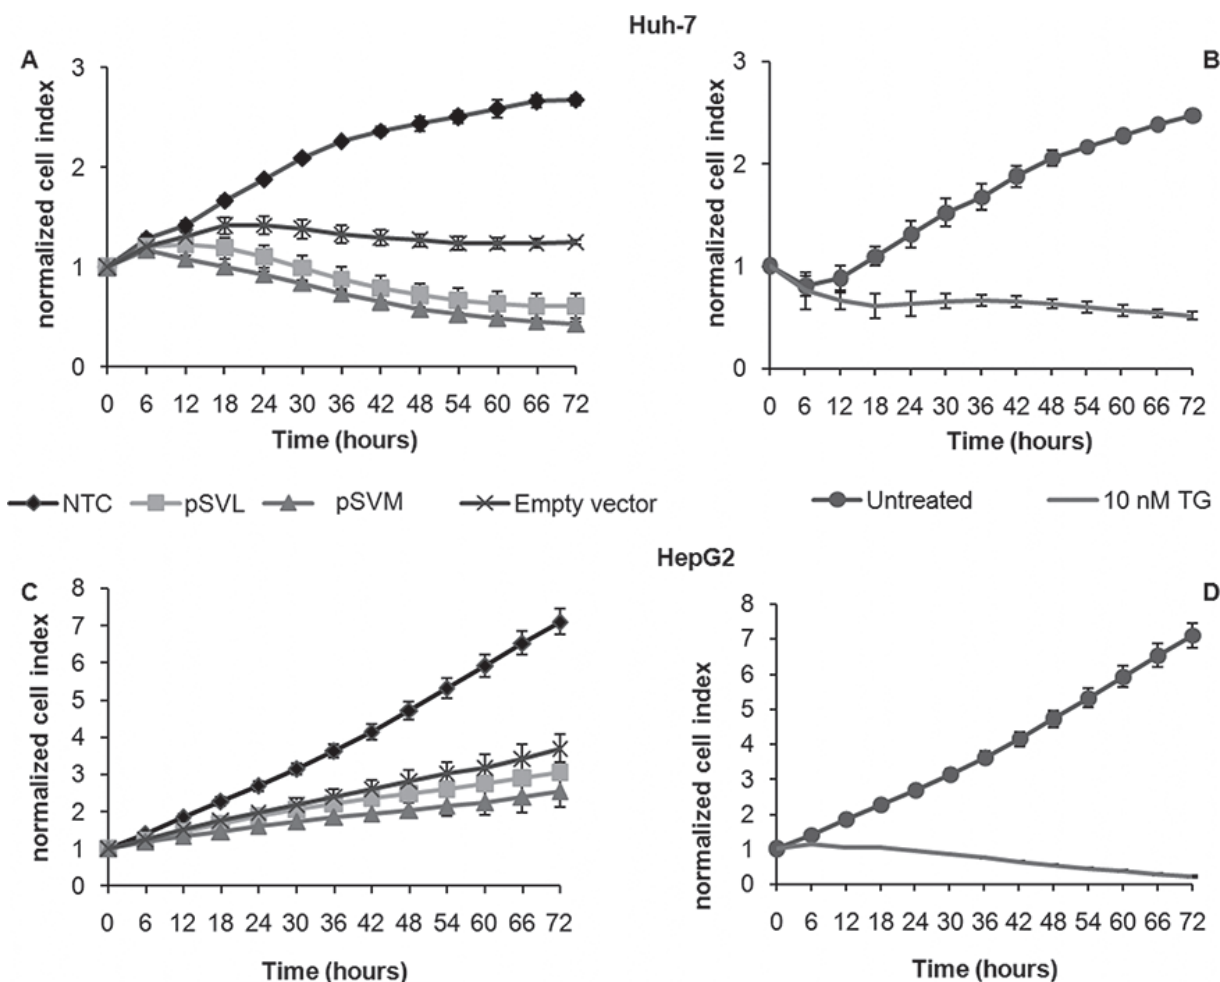 Huh-7
A
B
normalized cell index
3
2
1
0
0 6 12 18 24 30 36 42 48 54 60 66 72
Time (hours)
normalized cell index
3
2
1
0
0 6 12 18 24 30 36 42 48 54 60 66 72
Time (hours)
NTC pSVL pSVM Empty vector
Untreated 10 nM TG
HepG2
C
D
normalized cell index
8
7
6
5
4
3
2
1
0
0 6 12 18 24 30 36 42 48 54 60 66 72
Time (hours)
normalized cell index
8
7
6
5
4
3
2
1
0
0 6 12 18 24 30 36 42 48 54 60 66 72
Time (hours)